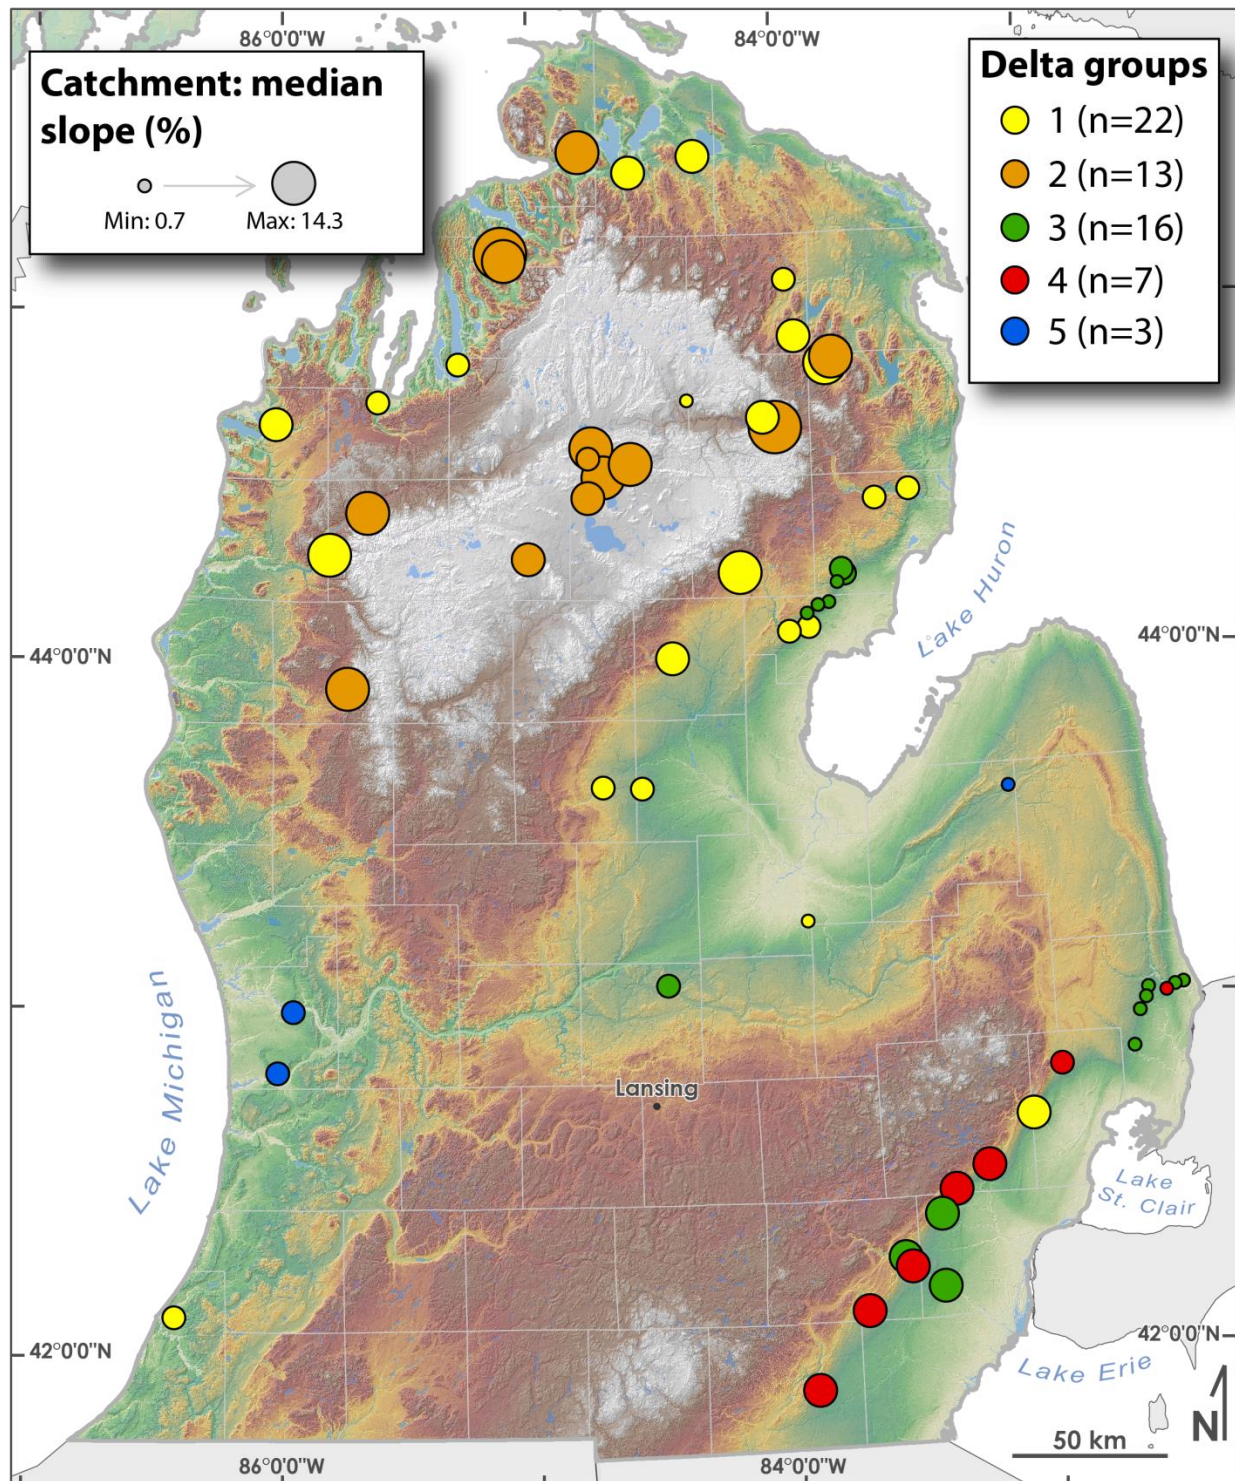 86°0'0"W
84°0'0"W
Catchment: median
slope (%)
Min: 0.7
Max: 14.3
Delta groups
1 (n=22)
2 (n=13)
3 (n=16)
4 (n=7)
5 (n=3)
Lake Huron
44°0'0"N
44°0'0"N
Lake Michigan
Lansing
Lake
St. Clair
42°0'0"N
42°0'0"N
Lake Erie
N
50 km
86°0'0"W
84°0'0"W